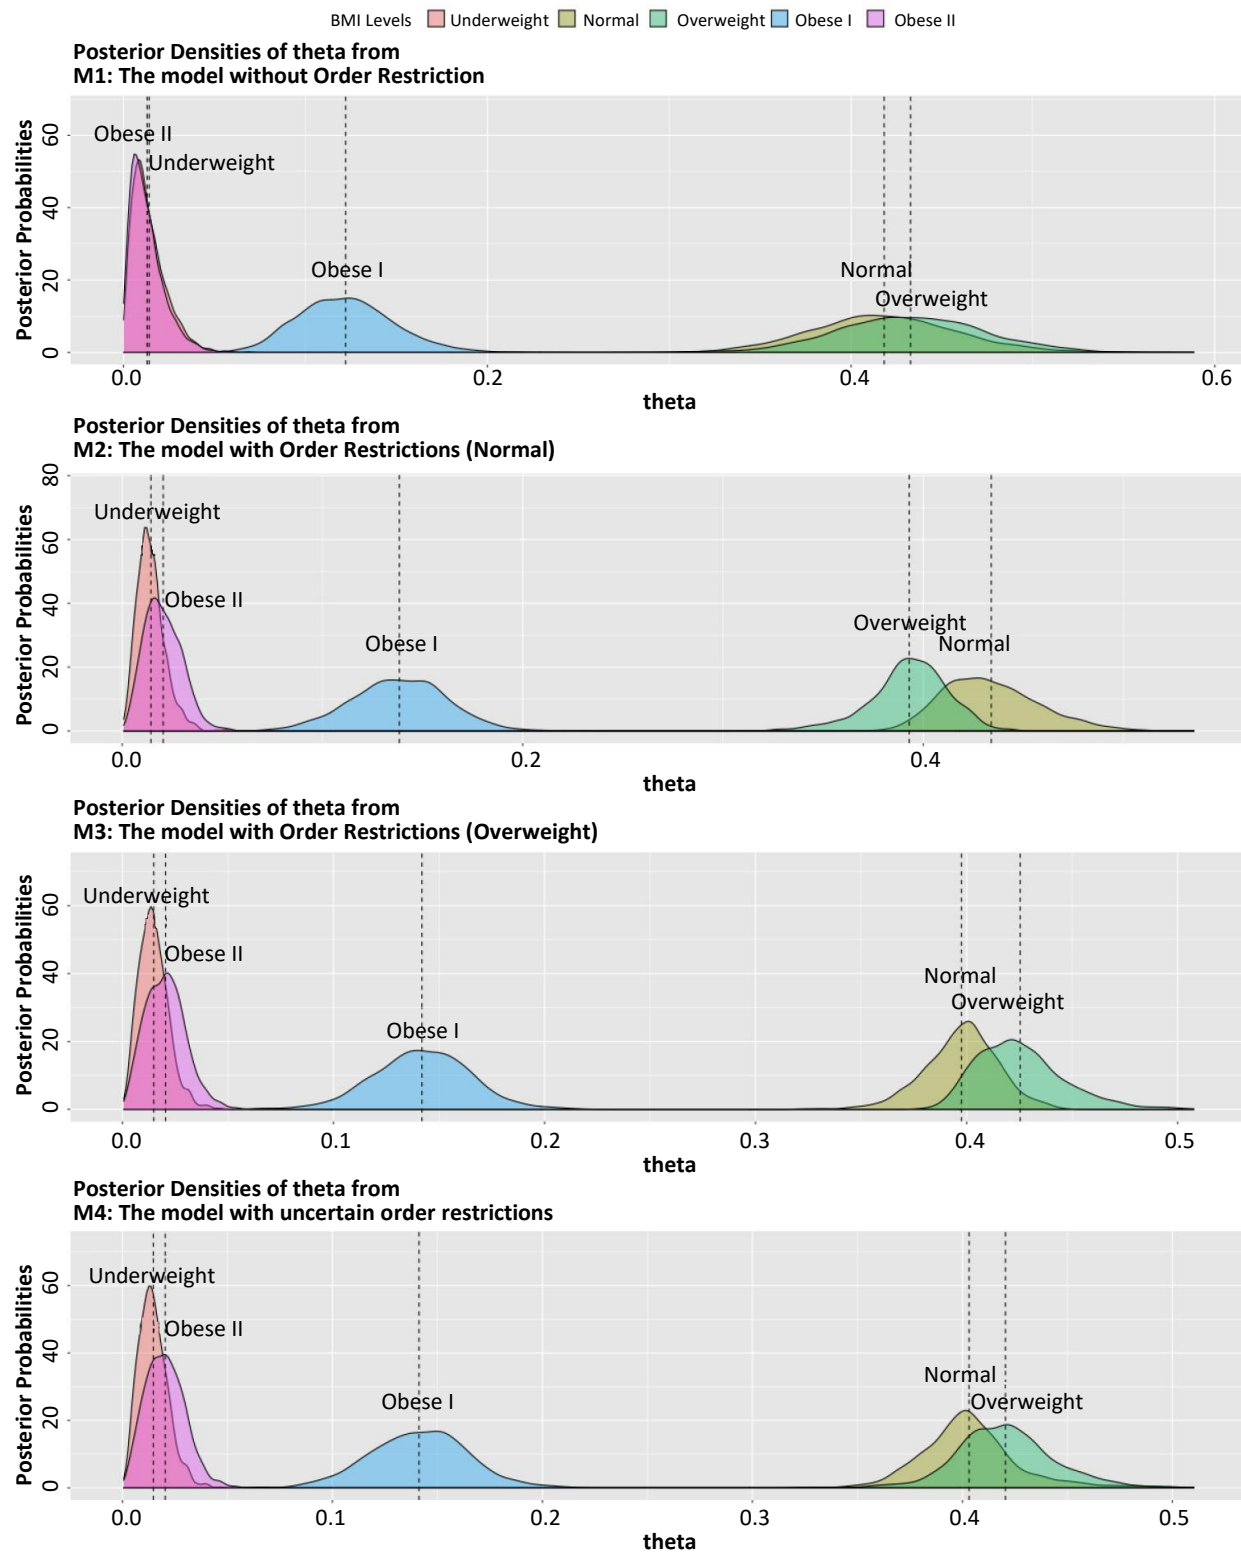 BMI Levels Underweight Normal Overweight Obese I Obese II
Posterior Densities of theta from
M1: The model without Order Restriction
Posterior Probabilities
60
40
20
0
Obese II
Underweight
Obese I
Normal
Overweight
0.0 0.2 0.4 0.6
theta
Posterior Densities of theta from
M2: The model with Order Restrictions (Normal)
Posterior Probabilities
80
60
40
20
0
Underweight
Obese II
Obese I
Overweight
Normal
0.0 0.2 0.4
theta
Posterior Densities of theta from
M3: The model with Order Restrictions (Overweight)
Posterior Probabilities
60
40
20
0
Underweight
Obese II
Obese I
Normal
Overweight
0.0 0.1 0.2 0.3 0.4 0.5
theta
Posterior Densities of theta from
M4: The model with uncertain order restrictions
Posterior Probabilities
60
40
20
0
Underweight
Obese II
Obese I
Normal
Overweight
0.0 0.1 0.2 0.3 0.4 0.5
theta